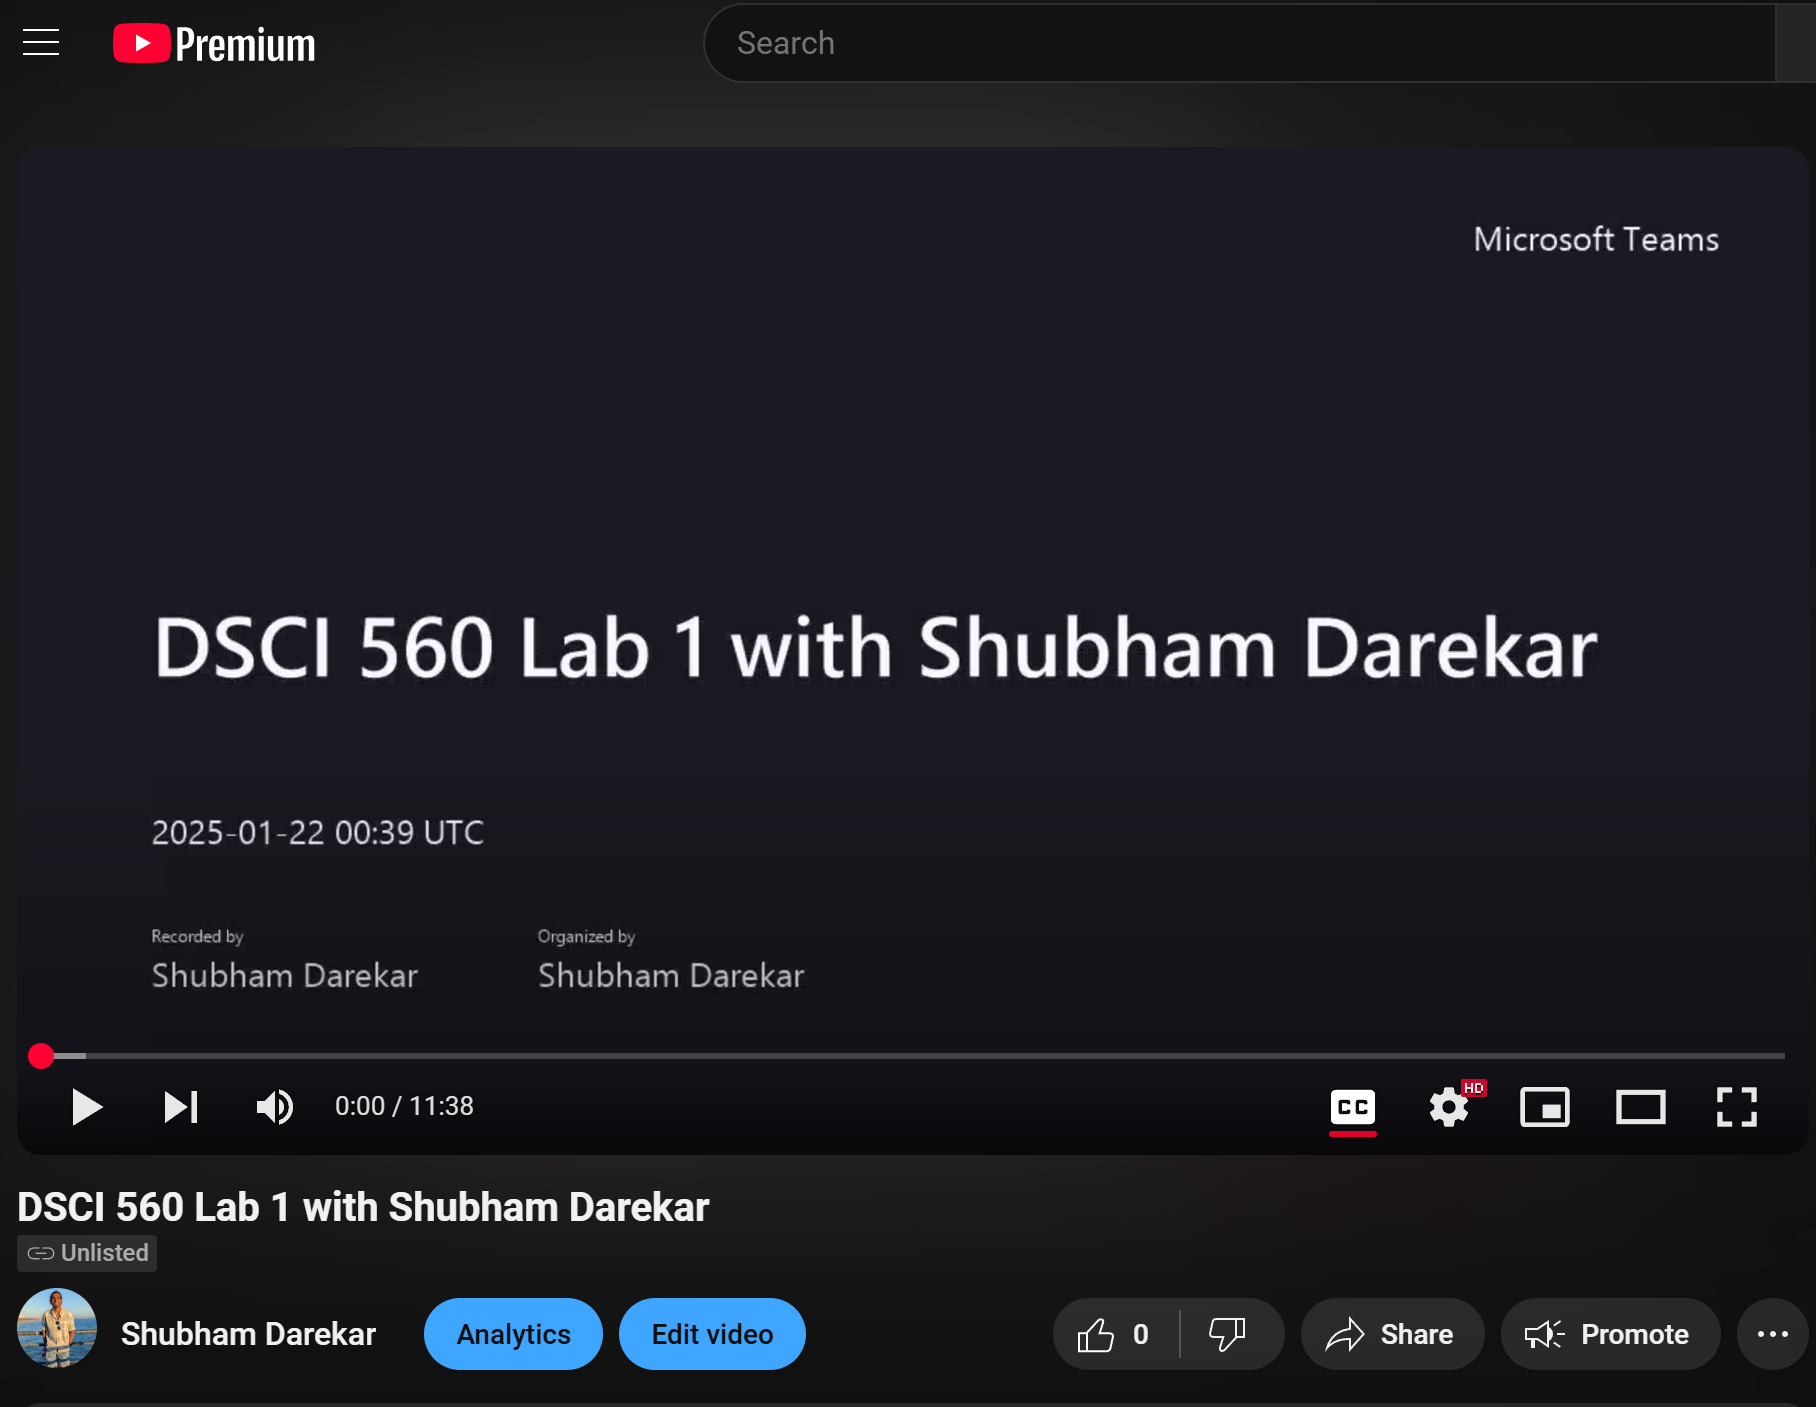 Premium
Search
Microsoft Teams
DSCI 560 Lab 1 with Shubham Darekar
2025-01-22 00:39 UTC
Recorded by
Organized by
Shubham Darekar
Shubham Darekar
0:00 / 11:38
CC
HD
DSCI 560 Lab 1 with Shubham Darekar
Unlisted
Shubham Darekar
Analytics
Edit video
0
Share
Promote